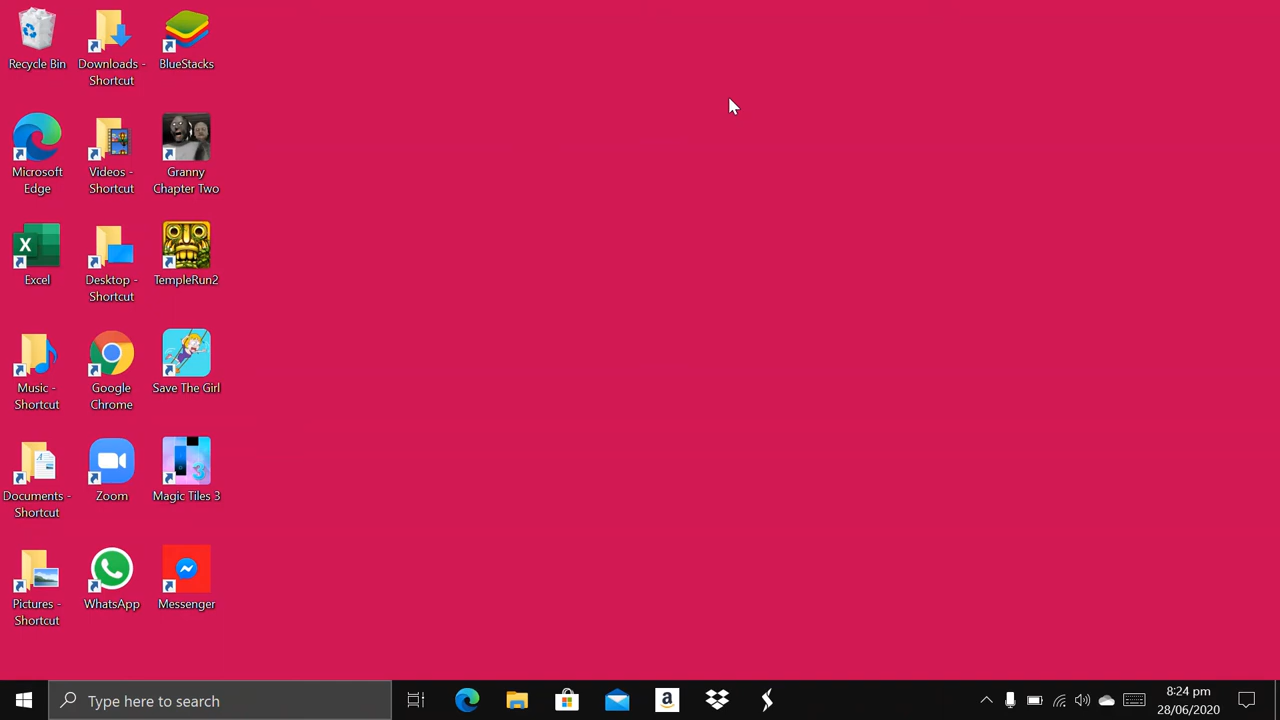 Recycle Bin
Downloads -
Shortcut
BlueStacks
Microsoft
Edge
Videos -
Shortcut
Granny
Chapter Two
Excel
Desktop -
Shortcut
TempleRun2
Music -
Shortcut
Google
Chrome
Save The Girl
Documents -
Shortcut
Zoom
Magic Tiles 3
Pictures -
Shortcut
WhatsApp
Messenger
Type here to search
8:24 pm
28/06/2020